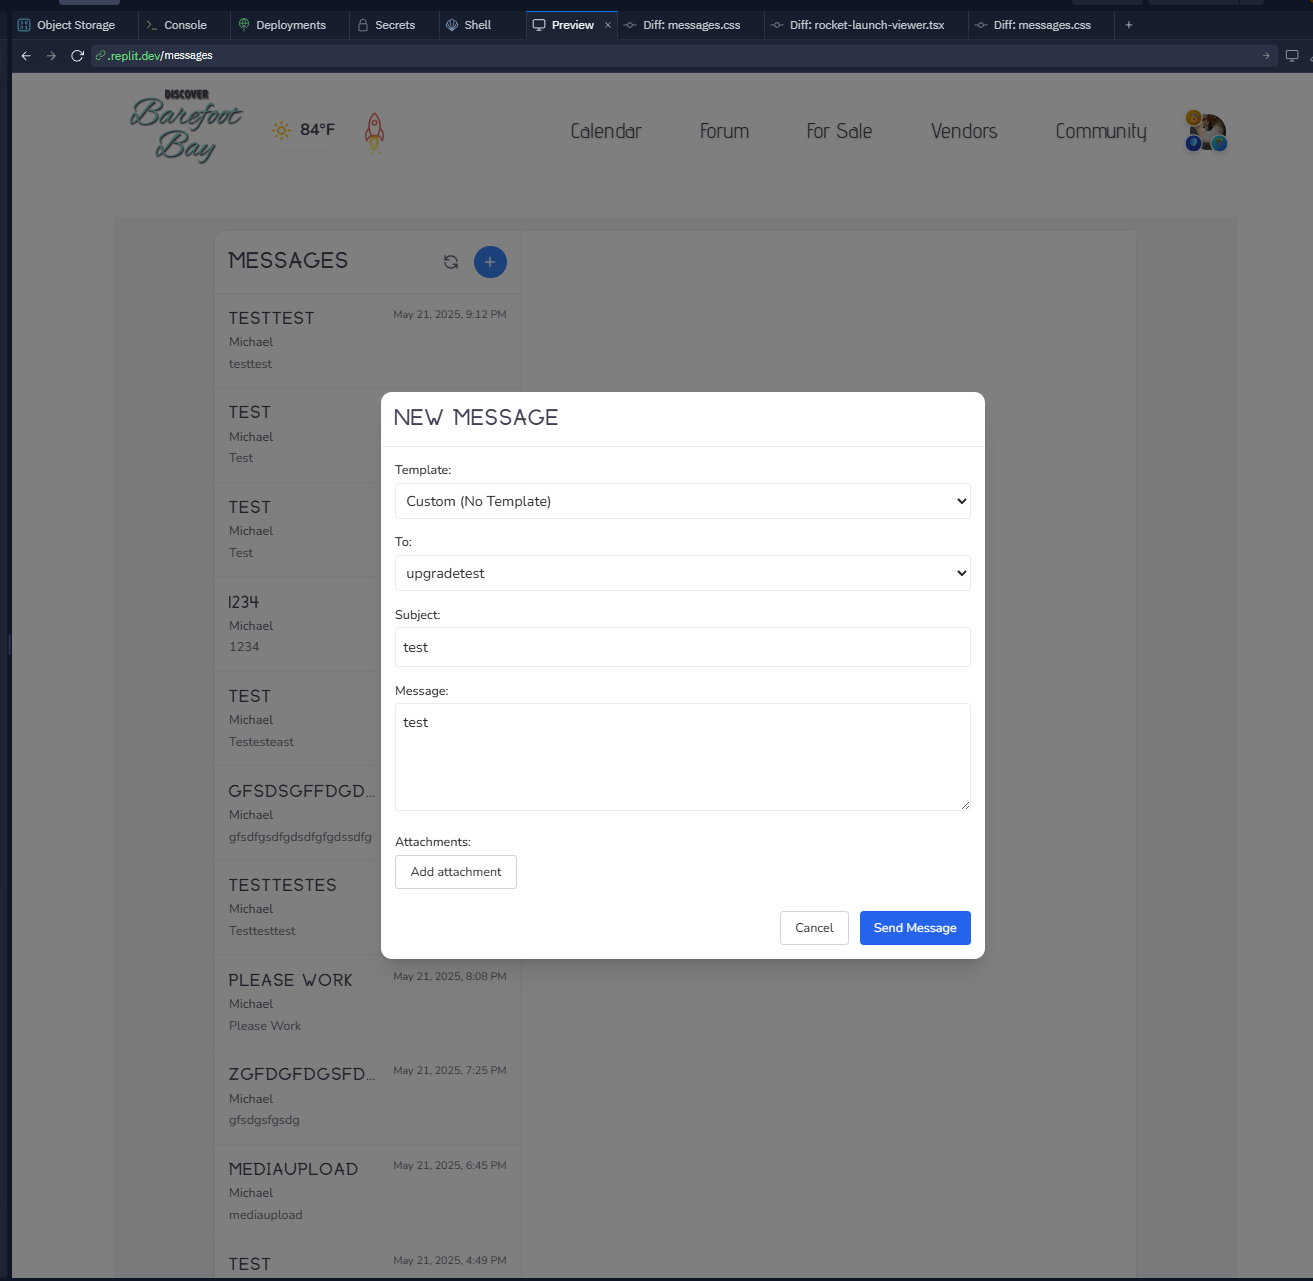 Object Storage
Console
Deployments
Secrets
Shell
Preview
Diff: messages.css
Diff: rocket-launch-viewer.tsx
Diff: messages.css
.replit.dev/messages
DISCOVER
Barefoot
Bay
84°F
Calendar
Forum
For Sale
Vendors
Community
MESSAGES
TESTTEST
May 21, 2025, 9:12 PM
Michael
testtest
TEST
Michael
Test
TEST
Michael
Test
1234
Michael
1234
TEST
Michael
Testesteast
GFSDSGFFDGD...
Michael
gfsdfgsdfgdsdfgfgdssdfg
TESTTESTES
Michael
Testtesttest
PLEASE WORK
May 21, 2025, 8:08 PM
Michael
Please Work
ZGFDGFDGSFD...
May 21, 2025, 7:25 PM
Michael
gfsdgsfgsdg
MEDIAUPLOAD
May 21, 2025, 6:45 PM
Michael
mediaupload
TEST
May 21, 2025, 4:49 PM
NEW MESSAGE
Template:
Custom (No Template)
To:
upgradetest
Subject:
test
Message:
test
Attachments:
Add attachment
Cancel
Send Message